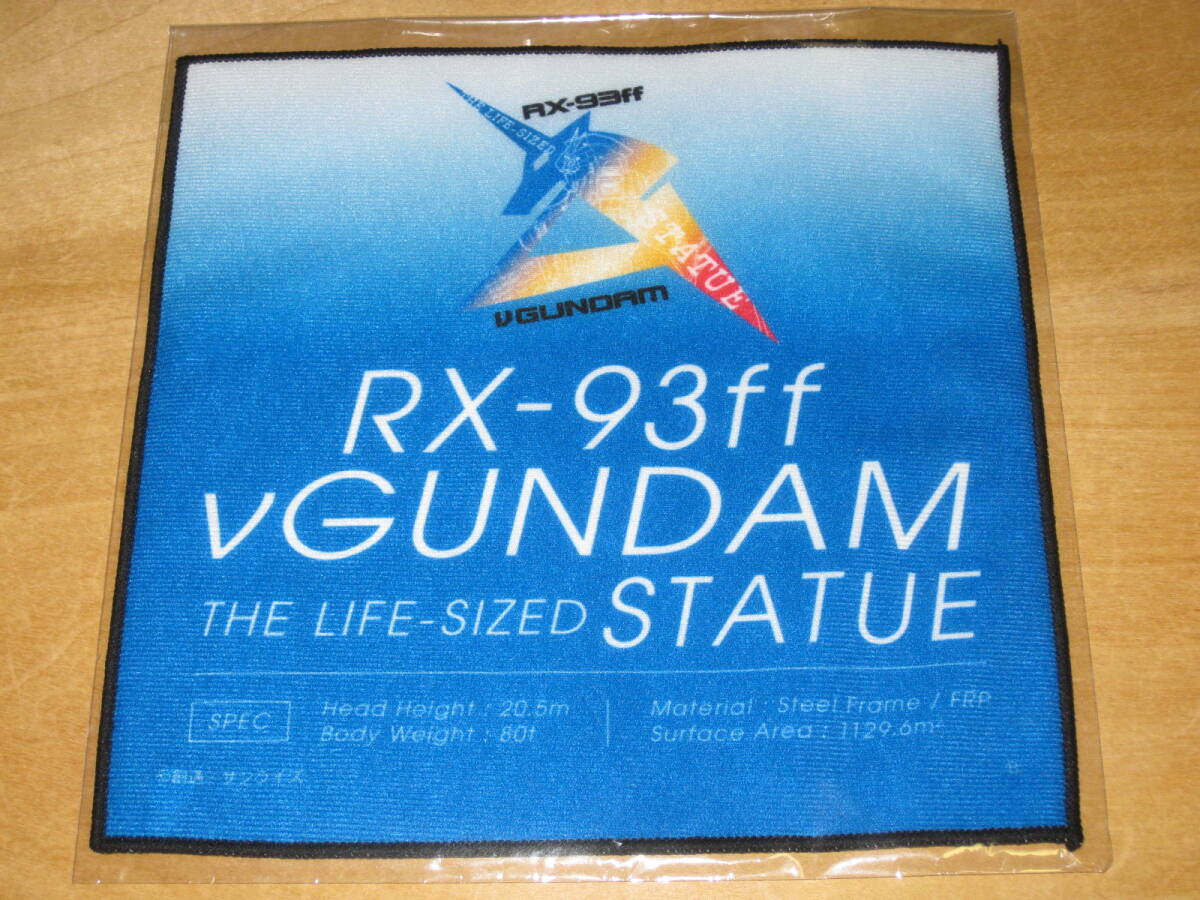 RX-93ff
THE LIFE-SIZED
STATUE
νGUNDAM
RX-93ff
νGUNDAM
THE LIFE-SIZED STATUE
SPEC
Head Height : 20.5m
Body Weight : 80t
Material : Steel Frame / FRP
Surface Area : 1129.6m²
©創通・サンライズ